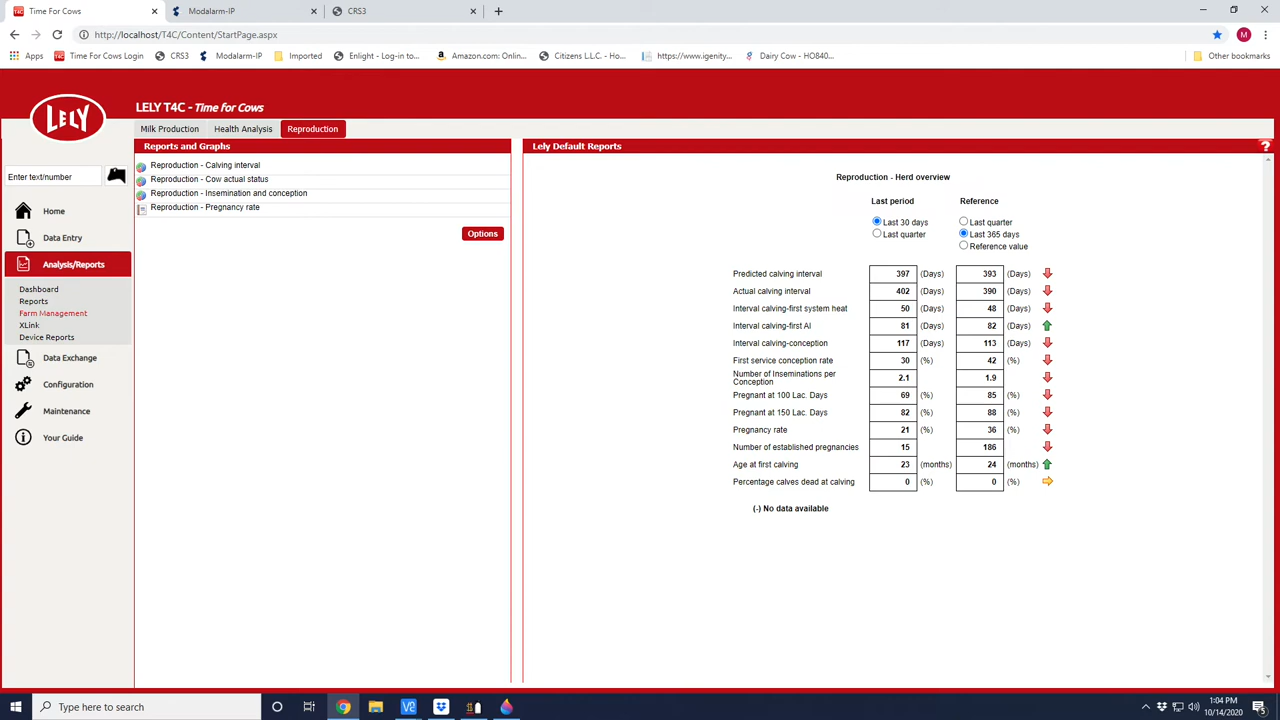 Time For Cows
Modalarm-IP
CRS3
http://localhost/T4C/Content/StartPage.aspx
M
Apps
Time For Cows Login
CRS3
Modalarm-IP
Imported
Enlight - Log-in to...
Amazon.com: Onlin...
Citizens L.L.C. - Ho...
https://www.igenity...
Dairy Cow - HO840...
Other bookmarks
LELY
LELY T4C - Time for Cows
Milk Production
Health Analysis
Reproduction
Enter text/number
Home
Data Entry
Analysis/Reports
Dashboard
Reports
Farm Management
XLink
Device Reports
Data Exchange
Configuration
Maintenance
Your Guide
Reports and Graphs
Reproduction - Calving interval
Reproduction - Cow actual status
Reproduction - Insemination and conception
Reproduction - Pregnancy rate
Options
Lely Default Reports
?
Reproduction - Herd overview
Last period Reference
Last 30 days Last quarter
Last quarter Last 365 days
Reference value
Predicted calving interval 397 (Days) 393 (Days)
Actual calving interval 402 (Days) 390 (Days)
Interval calving-first system heat 50 (Days) 48 (Days)
Interval calving-first AI 81 (Days) 82 (Days)
Interval calving-conception 117 (Days) 113 (Days)
First service conception rate 30 (%) 42 (%)
Number of Inseminations per
Conception 2.1 1.9
Pregnant at 100 Lac. Days 69 (%) 85 (%)
Pregnant at 150 Lac. Days 82 (%) 88 (%)
Pregnancy rate 21 (%) 36 (%)
Number of established pregnancies 15 186
Age at first calving 23 (months) 24 (months)
Percentage calves dead at calving 0 (%) 0 (%)
(-) No data available
Type here to search
1:04 PM
10/14/2020
5